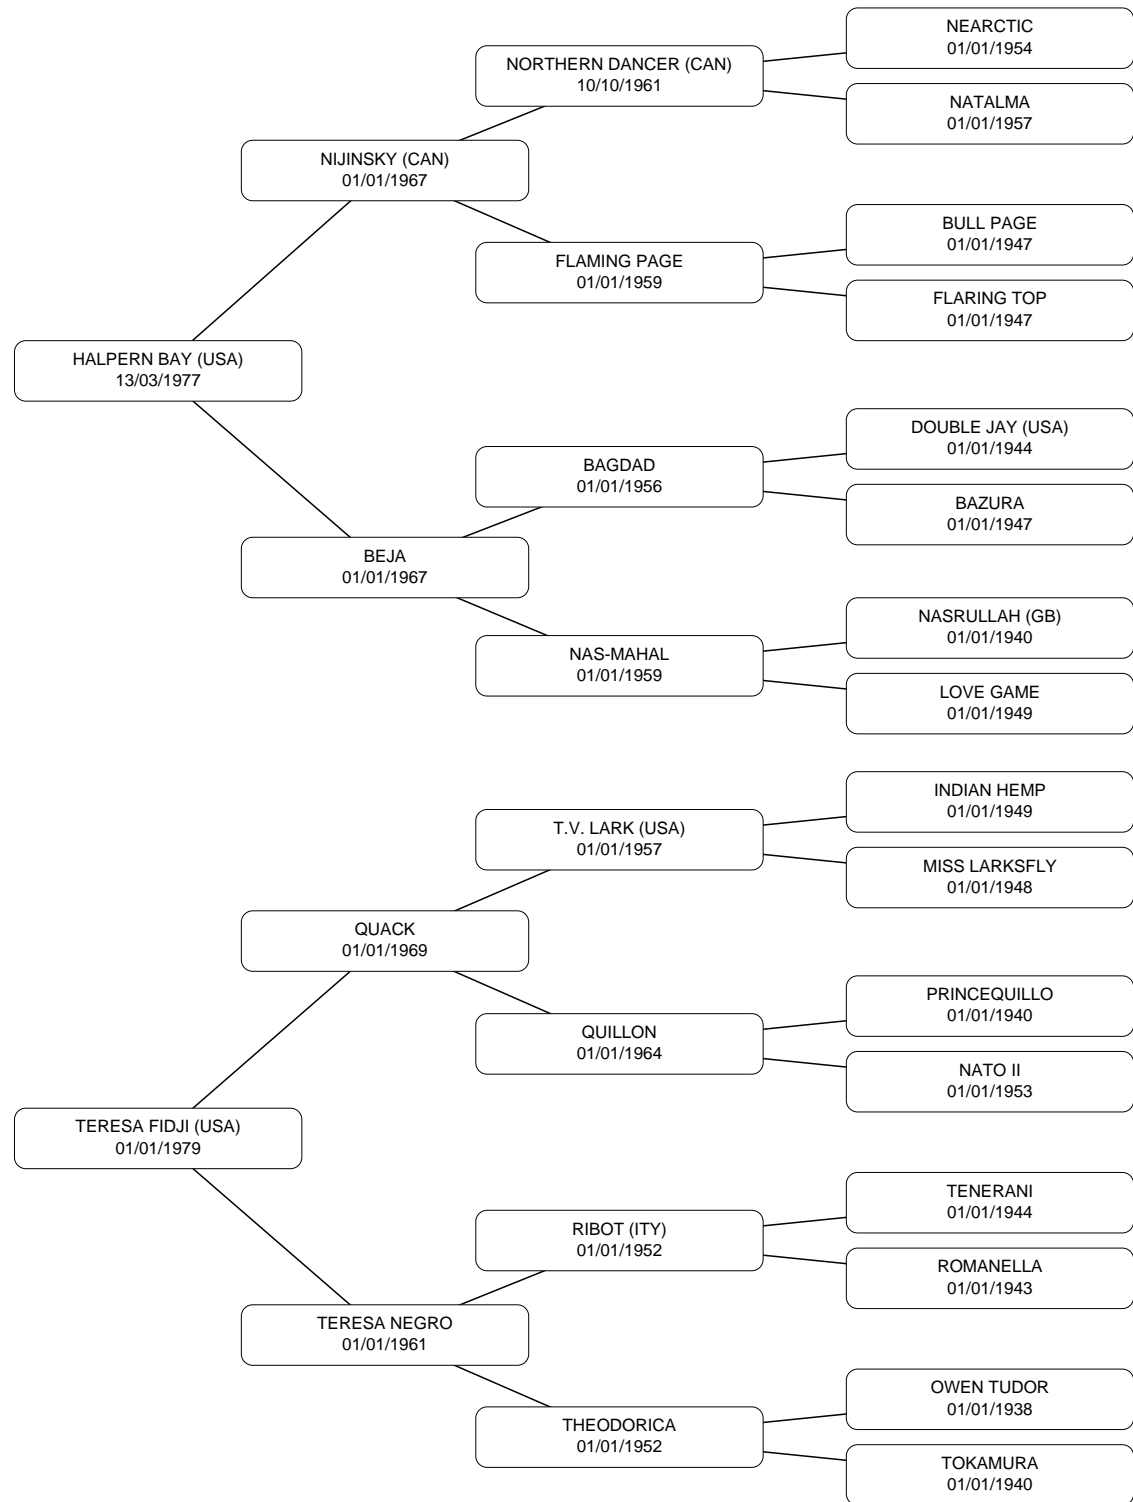 NEARCTIC
01/01/1954
NORTHERN DANCER (CAN)
10/10/1961
NATALMA
01/01/1957
NIJINSKY (CAN)
01/01/1967
BULL PAGE
01/01/1947
FLAMING PAGE
01/01/1959
FLARING TOP
01/01/1947
HALPERN BAY (USA)
13/03/1977
DOUBLE JAY (USA)
01/01/1944
BAGDAD
01/01/1956
BAZURA
01/01/1947
BEJA
01/01/1967
NASRULLAH (GB)
01/01/1940
NAS-MAHAL
01/01/1959
LOVE GAME
01/01/1949
INDIAN HEMP
01/01/1949
T.V. LARK (USA)
01/01/1957
MISS LARKSFLY
01/01/1948
QUACK
01/01/1969
PRINCEQUILLO
01/01/1940
QUILLON
01/01/1964
NATO II
01/01/1953
TERESA FIDJI (USA)
01/01/1979
TENERANI
01/01/1944
RIBOT (ITY)
01/01/1952
ROMANELLA
01/01/1943
TERESA NEGRO
01/01/1961
OWEN TUDOR
01/01/1938
THEODORICA
01/01/1952
TOKAMURA
01/01/1940